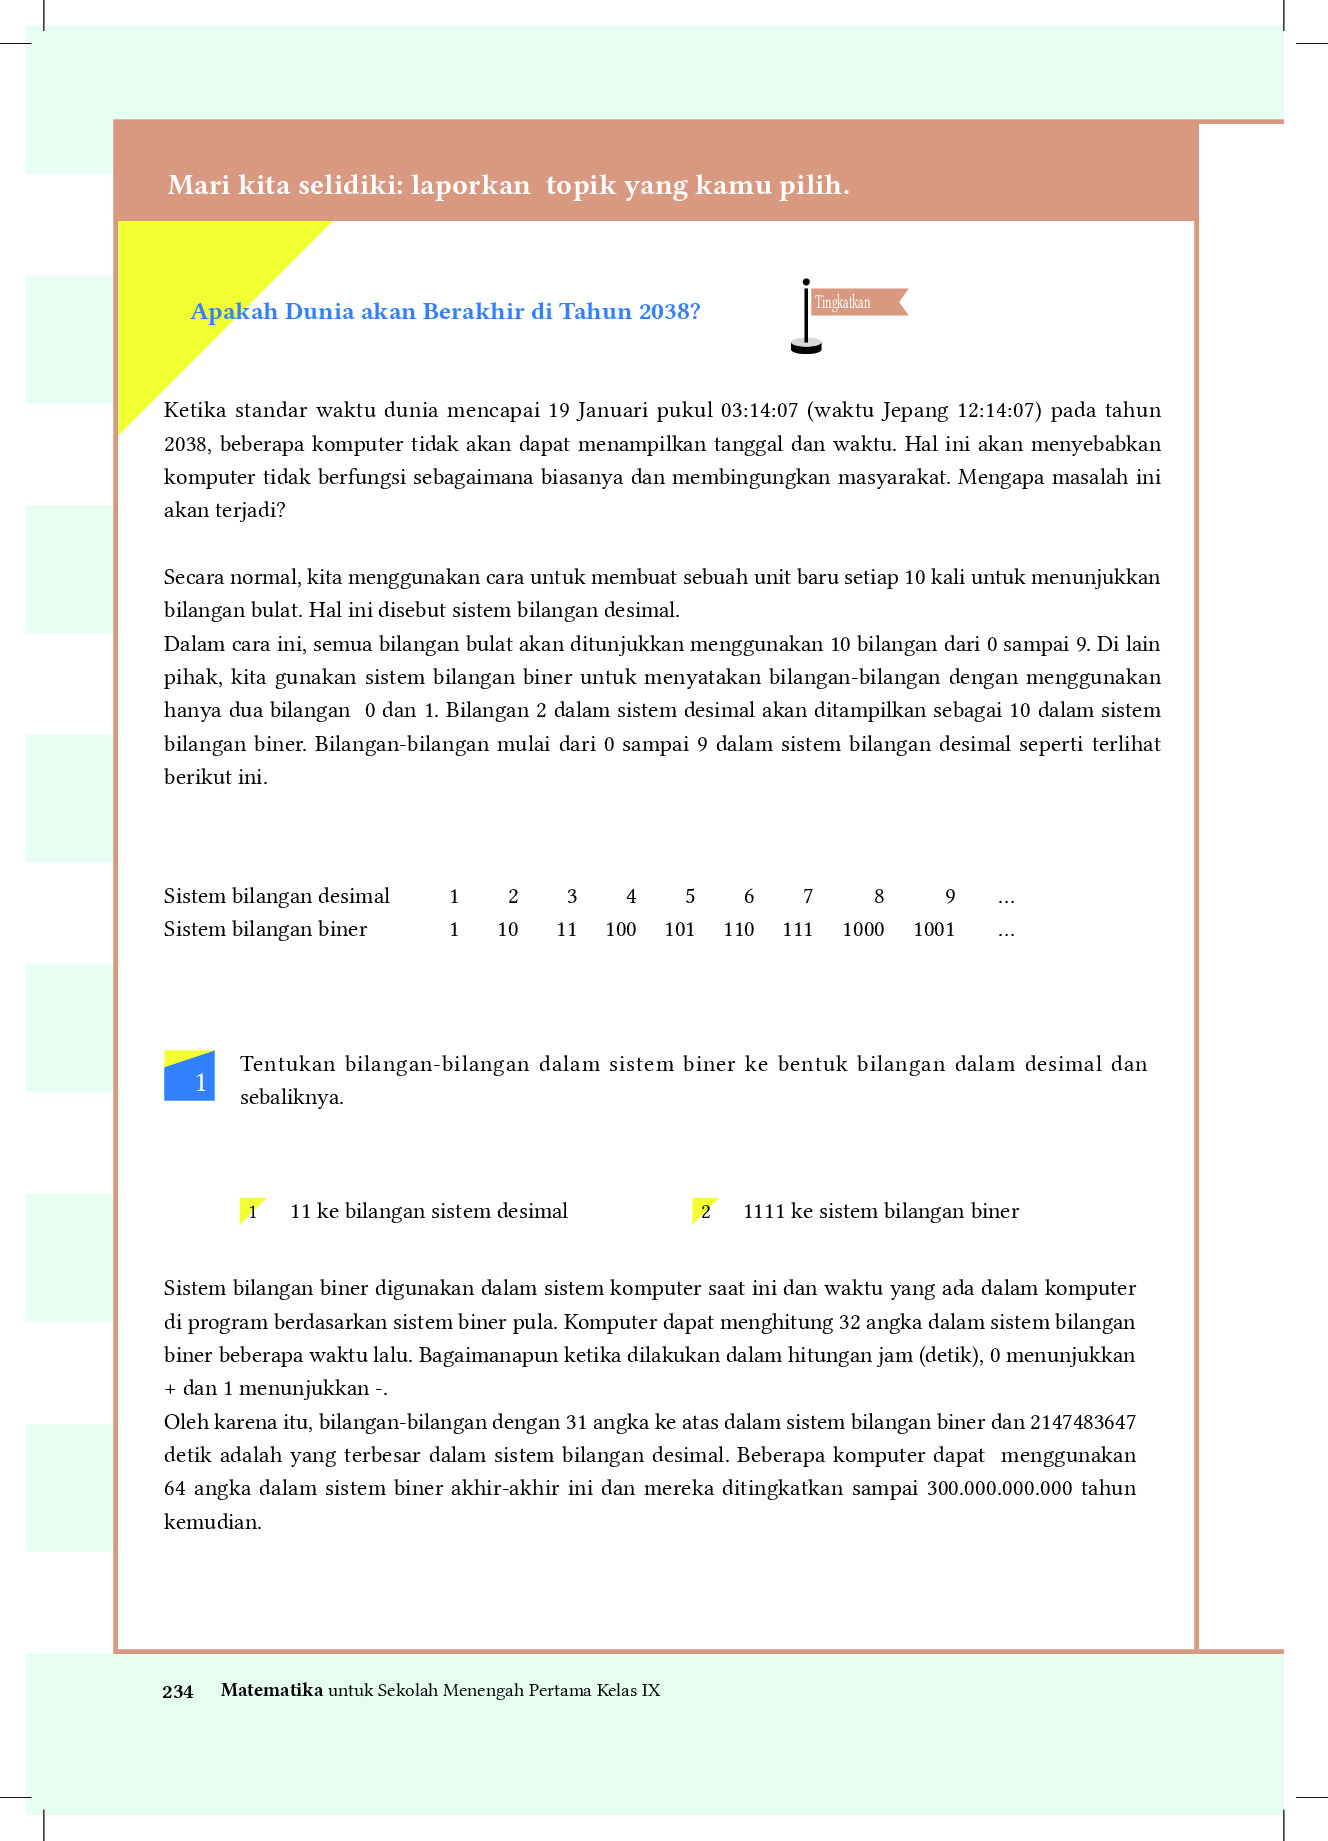 Mari kita selidiki: laporkan topik yang kamu pilih.
Apakah Dunia akan Berakhir di Tahun 2038?
Tingkatkan
Ketika standar waktu dunia mencapai 19 Januari pukul 03:14:07 (waktu Jepang 12:14:07) pada tahun
2038, beberapa komputer tidak akan dapat menampilkan tanggal dan waktu. Hal ini akan menyebabkan
komputer tidak berfungsi sebagaimana biasanya dan membingungkan masyarakat. Mengapa masalah ini
akan terjadi?
Secara normal, kita menggunakan cara untuk membuat sebuah unit baru setiap 10 kali untuk menunjukkan
bilangan bulat. Hal ini disebut sistem bilangan desimal.
Dalam cara ini, semua bilangan bulat akan ditunjukkan menggunakan 10 bilangan dari 0 sampai 9. Di lain
pihak, kita gunakan sistem bilangan biner untuk menyatakan bilangan-bilangan dengan menggunakan
hanya dua bilangan 0 dan 1. Bilangan 2 dalam sistem desimal akan ditampilkan sebagai 10 dalam sistem
bilangan biner. Bilangan-bilangan mulai dari 0 sampai 9 dalam sistem bilangan desimal seperti terlihat
berikut ini.
Sistem bilangan desimal 1 2 3 4 5 6 7 8 9 ...
Sistem bilangan biner 1 10 11 100 101 110 111 1000 1001 ...
1 Tentukan bilangan-bilangan dalam sistem biner ke bentuk bilangan dalam desimal dan
sebaliknya.
1 11 ke bilangan sistem desimal 2 1111 ke sistem bilangan biner
Sistem bilangan biner digunakan dalam sistem komputer saat ini dan waktu yang ada dalam komputer
di program berdasarkan sistem biner pula. Komputer dapat menghitung 32 angka dalam sistem bilangan
biner beberapa waktu lalu. Bagaimanapun ketika dilakukan dalam hitungan jam (detik), 0 menunjukkan
+ dan 1 menunjukkan -.
Oleh karena itu, bilangan-bilangan dengan 31 angka ke atas dalam sistem bilangan biner dan 2147483647
detik adalah yang terbesar dalam sistem bilangan desimal. Beberapa komputer dapat menggunakan
64 angka dalam sistem biner akhir-akhir ini dan mereka ditingkatkan sampai 300.000.000.000 tahun
kemudian.
234 Matematika untuk Sekolah Menengah Pertama Kelas IX